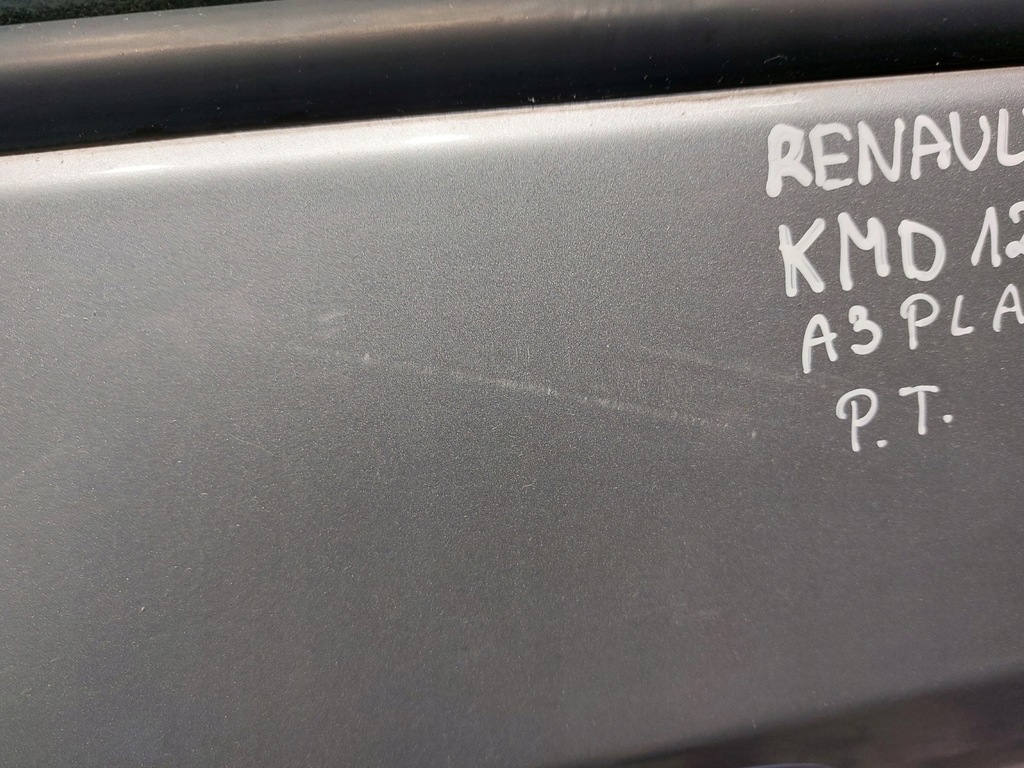 RENAUL
KMD 12
A3 PLA
P.T.